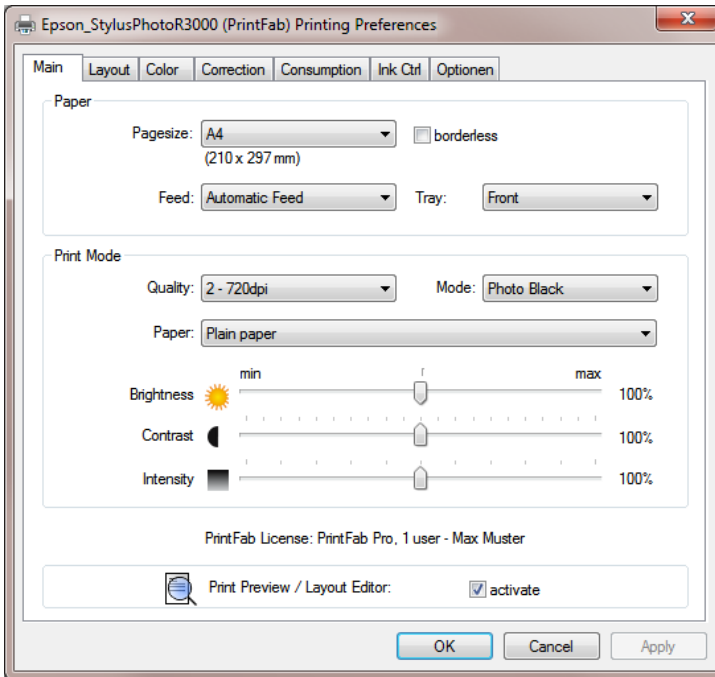 Epson_StylusPhotoR3000 (PrintFab) Printing Preferences
Main Layout Color Correction Consumption Ink Ctrl Optionen
Paper
Pagesize: A4 borderless
(210 x 297 mm)
Feed: Automatic Feed Tray: Front
Print Mode
Quality: 2 - 720dpi Mode: Photo Black
Paper: Plain paper
min max
Brightness 100%
Contrast 100%
Intensity 100%
PrintFab License: PrintFab Pro, 1 user - Max Muster
Print Preview / Layout Editor: activate
OK Cancel Apply